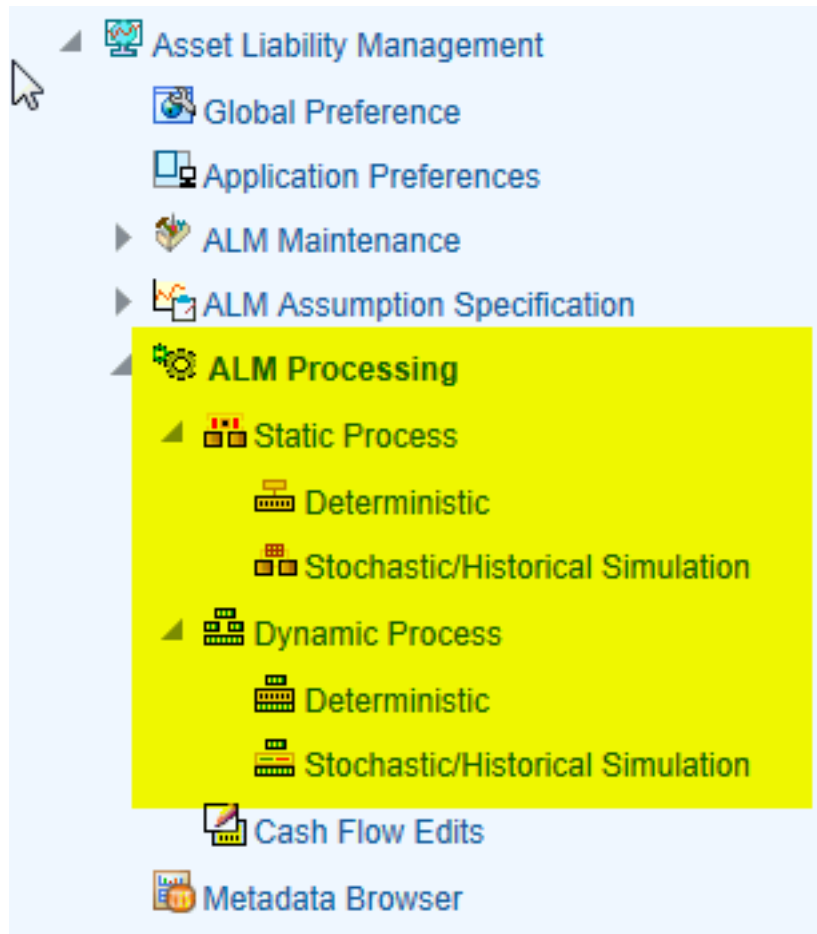 Asset Liability Management
Global Preference
Application Preferences
ALM Maintenance
ALM Assumption Specification
ALM Processing
Static Process
Deterministic
Stochastic/Historical Simulation
Dynamic Process
Deterministic
Stochastic/Historical Simulation
Cash Flow Edits
Metadata Browser